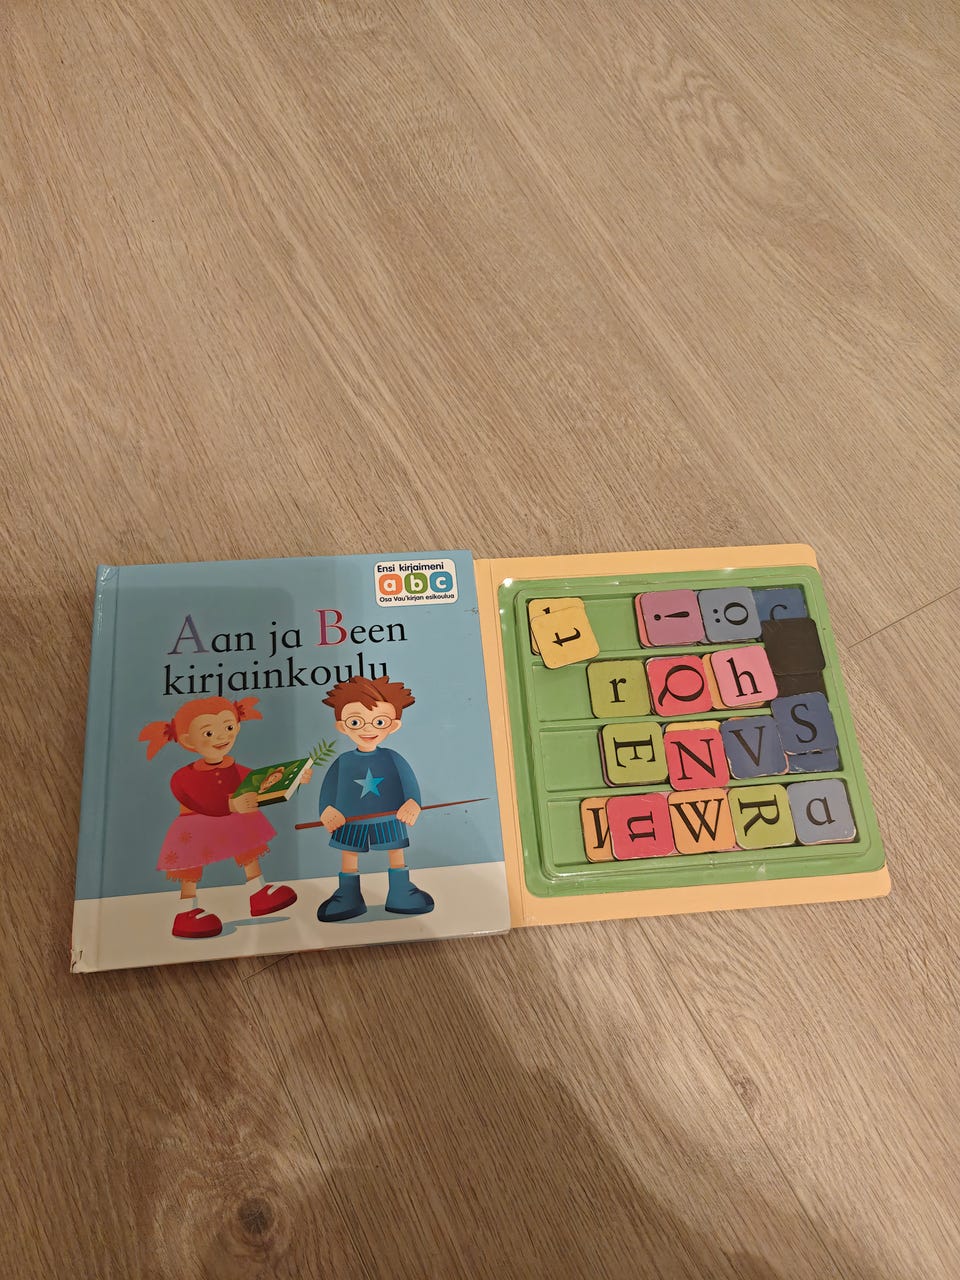 Ensi kirjaimeni
abc
Osa Vau!kirjan esikoulua
Aan ja Been
kirjainkoulu
t ! ö
r Q h
E N V S
u W R a